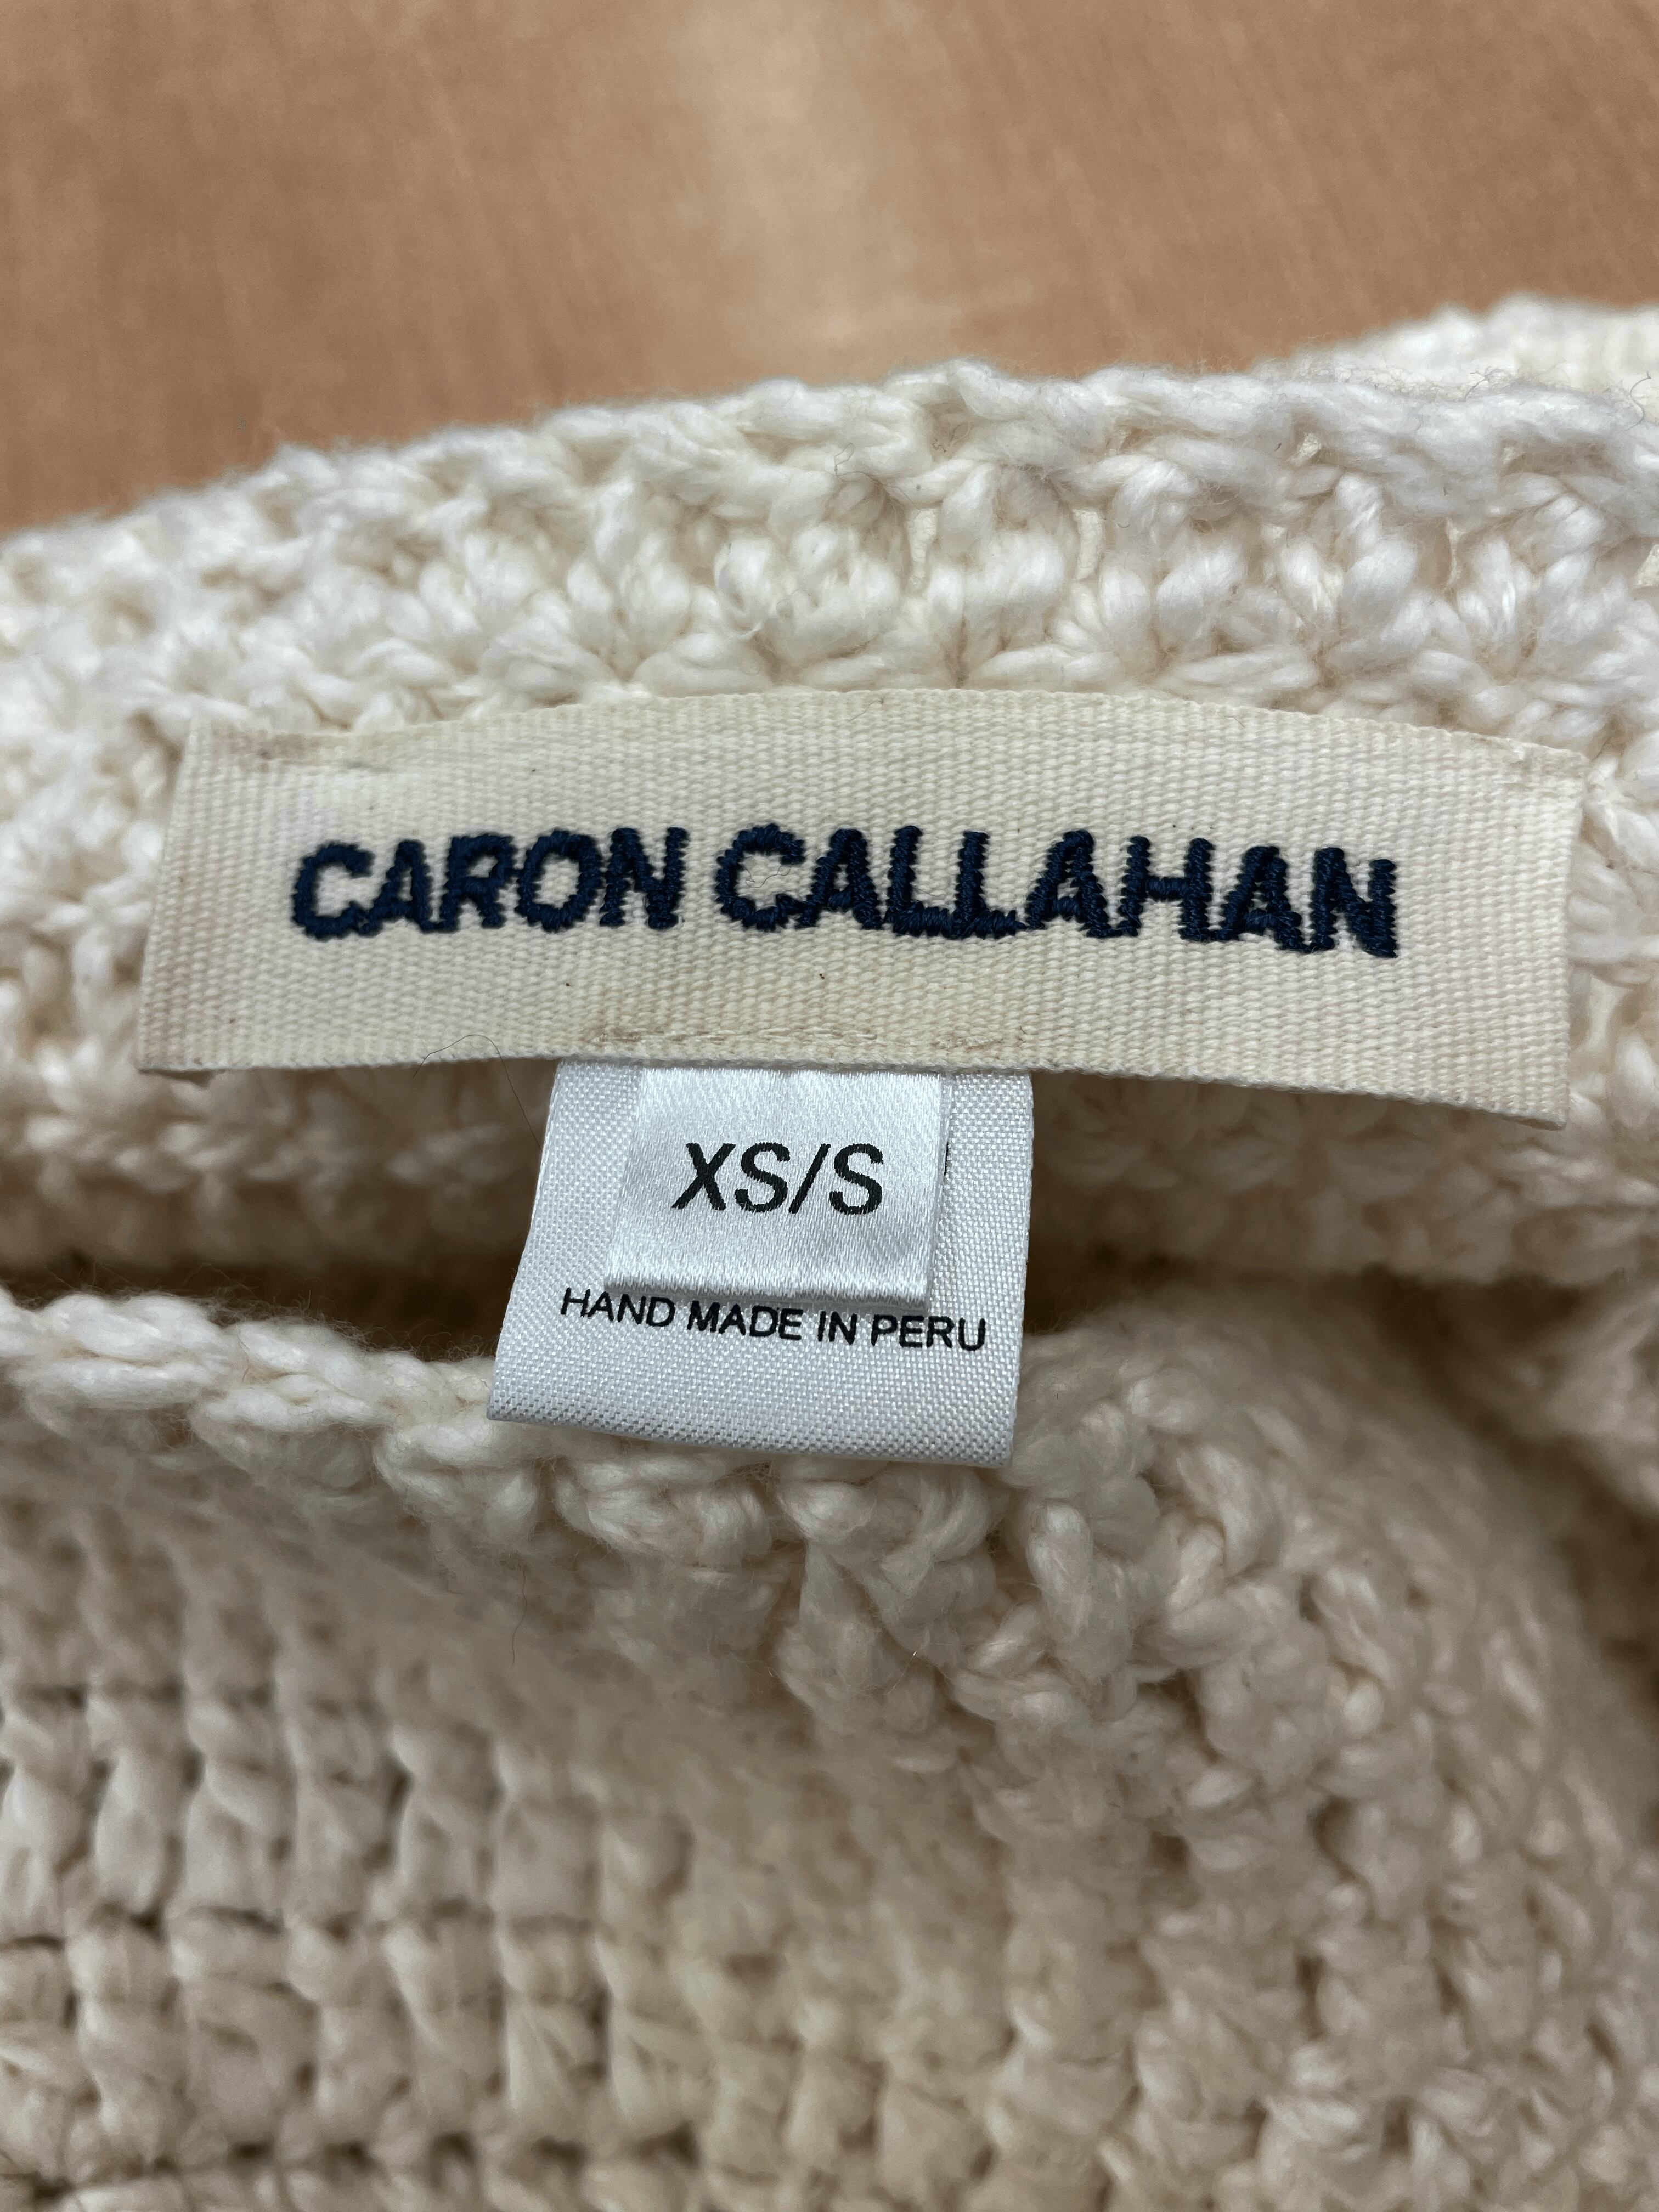 CARON CALLAHAN
XS/S
HAND MADE IN PERU